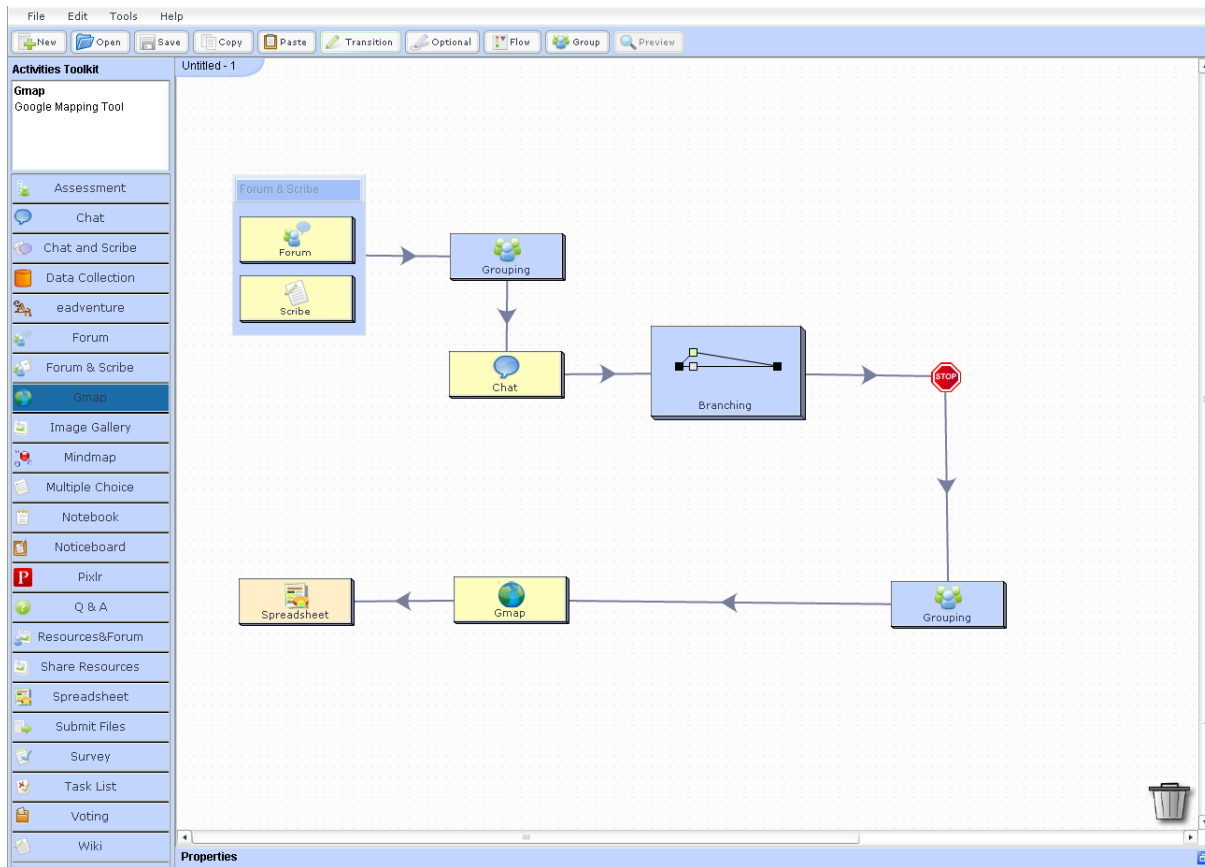 File Edit Tools Help
New Open Save Copy Paste Transition Optional Flow Group Preview
Activities Toolkit
Untitled - 1
Gmap
Google Mapping Tool
Assessment
Chat
Chat and Scribe
Data Collection
eadventure
Forum
Forum & Scribe
Gmap
Image Gallery
Mindmap
Multiple Choice
Notebook
Noticeboard
Pixlr
Q & A
Resources&Forum
Share Resources
Spreadsheet
Submit Files
Survey
Task List
Voting
Wiki
Forum & Scribe
Forum
Scribe
Grouping
Chat
Branching
STOP
Grouping
Gmap
Spreadsheet
Properties